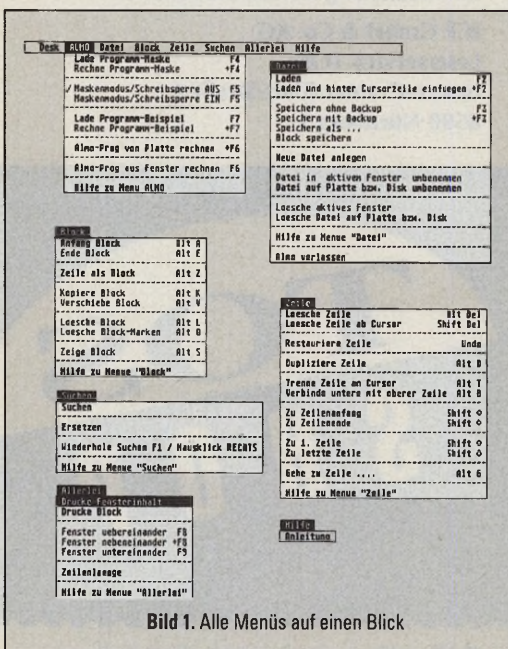 Desk ALMO Datei Block Zeile Suchen Allerlei Hilfe
Lade Programm-Maske F4
Rechne Programm-Maske ↑F4
✓ Maskenmodus/Schreibsperre AUS F5
Maskenmodus/Schreibsperre EIN F5
Lade Programm-Beispiel F7
Rechne Programm-Beispiel ↑F7
Almo-Prog von Platte rechnen ↑F6
Almo-Prog aus Fenster rechnen F6
Hilfe zu Menu ALMO
Datei
Laden F2
Laden und hinter Cursorzeile einfuegen ↑F2
Speichern ohne Backup F3
Speichern mit Backup ↑F3
Speichern als ...
Block speichern
Neue Datei anlegen
Datei in aktivem Fenster umbenennen
Datei auf Platte bzw. Disk umbenennen
Loesche aktives Fenster
Loesche Datei auf Platte bzw. Disk
Hilfe zu Menue "Datei"
Almo verlassen
Block
Anfang Block Alt A
Ende Block Alt E
Zeile als Block Alt Z
Kopiere Block Alt K
Verschiebe Block Alt V
Loesche Block Alt L
Loesche Block-Marken Alt O
Zeige Block Alt S
Hilfe zu Menue "Block"
Zeile
Loesche Zeile Alt Del
Loesche Zeile ab Cursor Shift Del
Restauriere Zeile Undo
Dupliziere Zeile Alt D
Trenne Zeile am Cursor Alt T
Verbinde untere mit oberer Zeile Alt B
Zu Zeilenanfang Shift
Zu Zeilenende Shift
Zu 1. Zeile Shift
Zu letzte Zeile Shift
Gehe zu Zeile .... Alt G
Hilfe zu Menue "Zeile"
Suchen
Suchen
Ersetzen
Wiederhole Suchen F1 / Mausklick RECHTS
Hilfe zu Menue "Suchen"
Allerlei
Drucke Fensterinhalt
Drucke Block
Fenster uebereinander F8
Fenster nebeneinander ↑F8
Fenster untereinander F9
Zeilenlaenge
Hilfe zu Menue "Allerlei"
Hilfe
Anleitung
Bild 1. Alle Menüs auf einen Blick